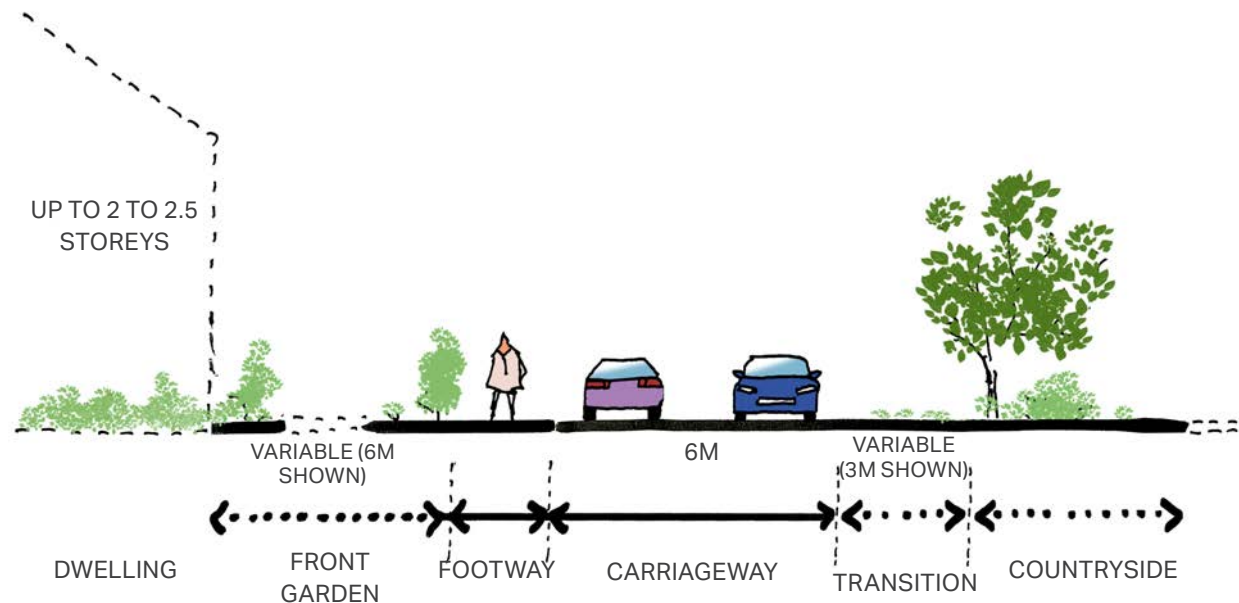 UP TO 2 TO 2.5
STOREYS
VARIABLE (6M
SHOWN)
6M
VARIABLE
(3M SHOWN)
DWELLING
FRONT
GARDEN
FOOTWAY
CARRIAGEWAY
TRANSITION
COUNTRYSIDE